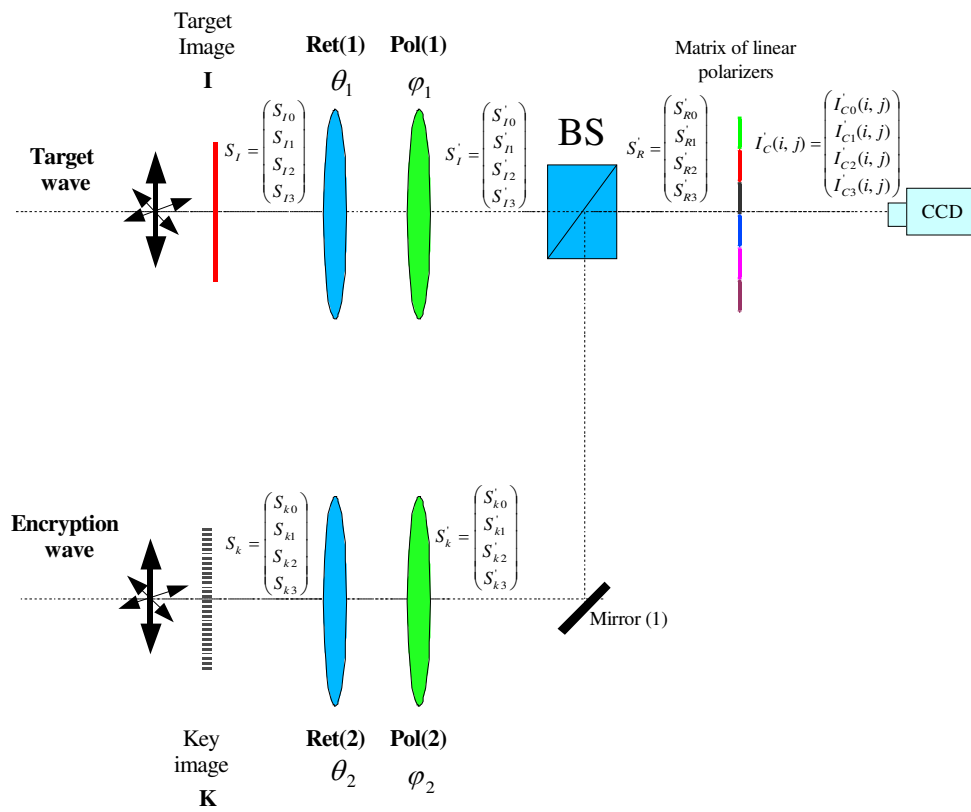 Target
Image
I
Ret(1)
θ₁
Pol(1)
φ₁
Matrix of linear
polarizers
Target
wave
S_I = (S_I0 S_I1 S_I2 S_I3)
S'_I = (S'_I0 S'_I1 S'_I2 S'_I3)
BS
S'_R = (S'_R0 S'_R1 S'_R2 S'_R3)
I'_C(i, j) = (I'_C0(i, j) I'_C1(i, j) I'_C2(i, j) I'_C3(i, j))
CCD
Encryption
wave
S_k = (S_k0 S_k1 S_k2 S_k3)
S'_k = (S'_k0 S'_k1 S'_k2 S'_k3)
Mirror (1)
Key
image
K
Ret(2)
θ₂
Pol(2)
φ₂